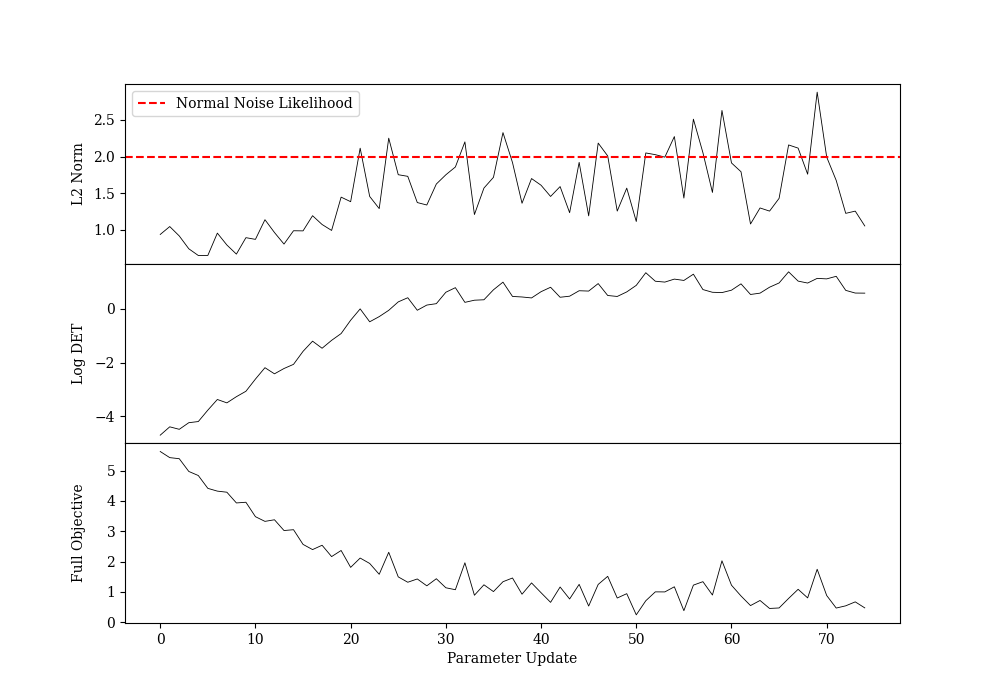 Normal Noise Likelihood
L2 Norm
2.5
2.0
1.5
1.0
Log DET
0
−2
−4
Full Objective
5
4
3
2
1
0
0 10 20 30 40 50 60 70
Parameter Update